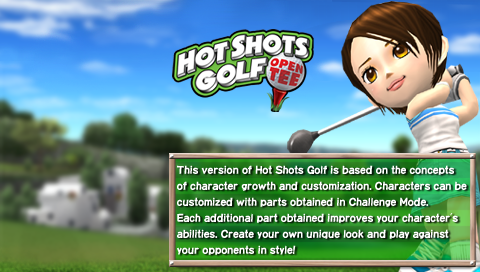 HOT SHOTS
GOLF
OPEN
TEE
This version of Hot Shots Golf is based on the concepts
of character growth and customization. Characters can be
customized with parts obtained in Challenge Mode.
Each additional part obtained improves your character's
abilities. Create your own unique look and play against
your opponents in style!